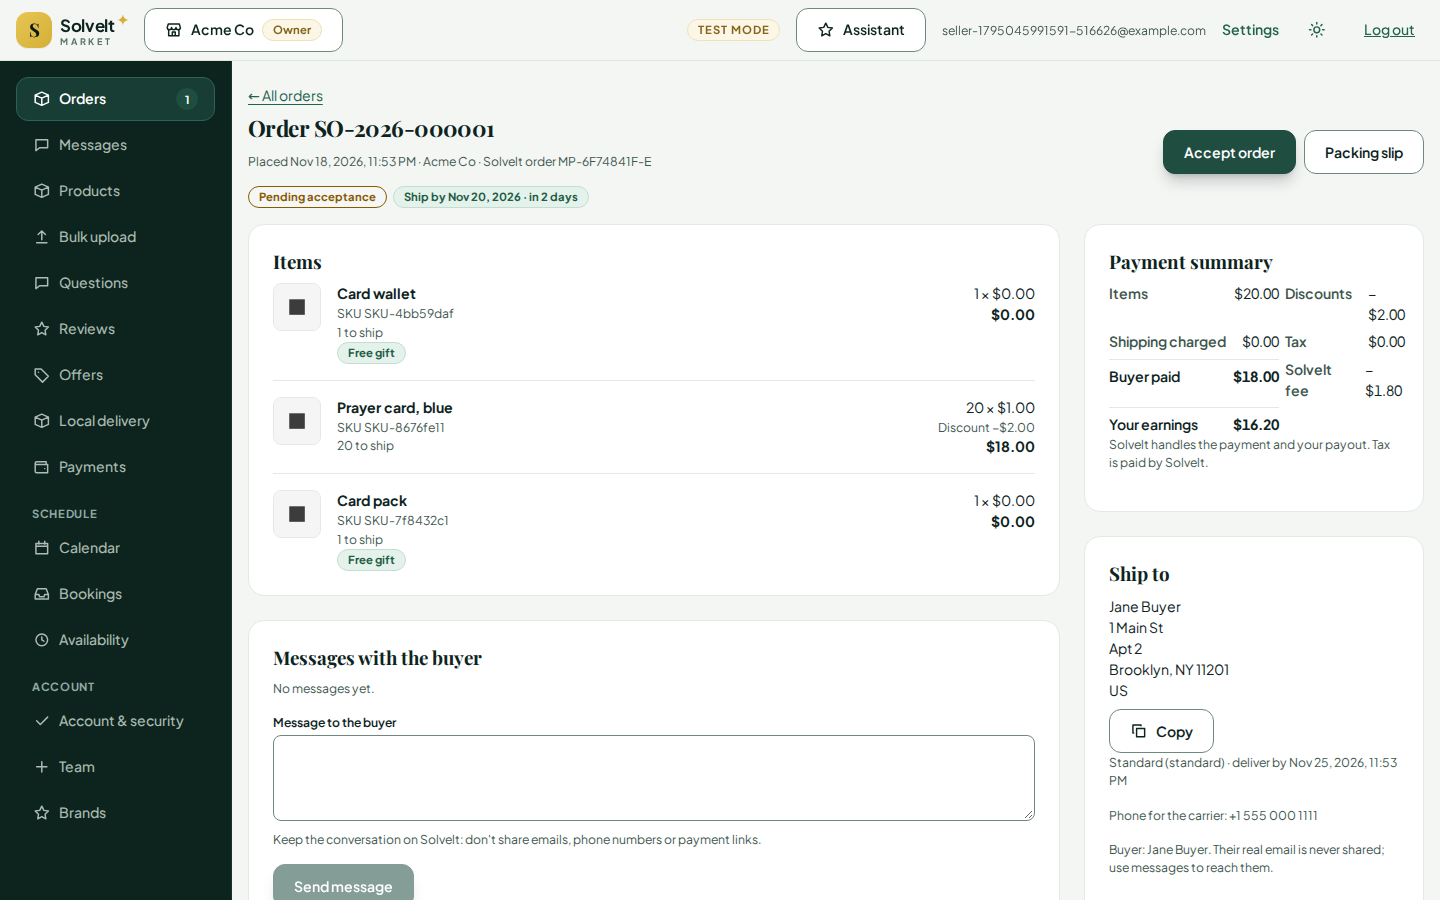 S
Solvelt
MARKET
Acme Co
Owner
TEST MODE
Assistant
seller-1795045991591-516626@example.com
Settings
Log out
Orders
1
Messages
Products
Bulk upload
Questions
Reviews
Offers
Local delivery
Payments
SCHEDULE
Calendar
Bookings
Availability
ACCOUNT
Account & security
Team
Brands
← All orders
Order SO-2026-000001
Placed Nov 18, 2026, 11:53 PM · Acme Co · Solvelt order MP-6F74841F-E
Pending acceptance
Ship by Nov 20, 2026 · in 2 days
Accept order
Packing slip
Items
Card wallet
SKU SKU-4bb59daf
1 to ship
Free gift
1 × $0.00
$0.00
Prayer card, blue
SKU SKU-8676fe11
20 to ship
20 × $1.00
Discount −$2.00
$18.00
Card pack
SKU SKU-7f8432c1
1 to ship
Free gift
1 × $0.00
$0.00
Messages with the buyer
No messages yet.
Message to the buyer
Keep the conversation on Solvelt: don't share emails, phone numbers or payment links.
Send message
Payment summary
Items $20.00 Discounts −
$2.00
Shipping charged $0.00 Tax $0.00
Buyer paid $18.00 Solvelt −
fee $1.80
Your earnings $16.20
Solvelt handles the payment and your payout. Tax
is paid by Solvelt.
Ship to
Jane Buyer
1 Main St
Apt 2
Brooklyn, NY 11201
US
Copy
Standard (standard) · deliver by Nov 25, 2026, 11:53
PM
Phone for the carrier: +1 555 000 1111
Buyer: Jane Buyer. Their real email is never shared;
use messages to reach them.